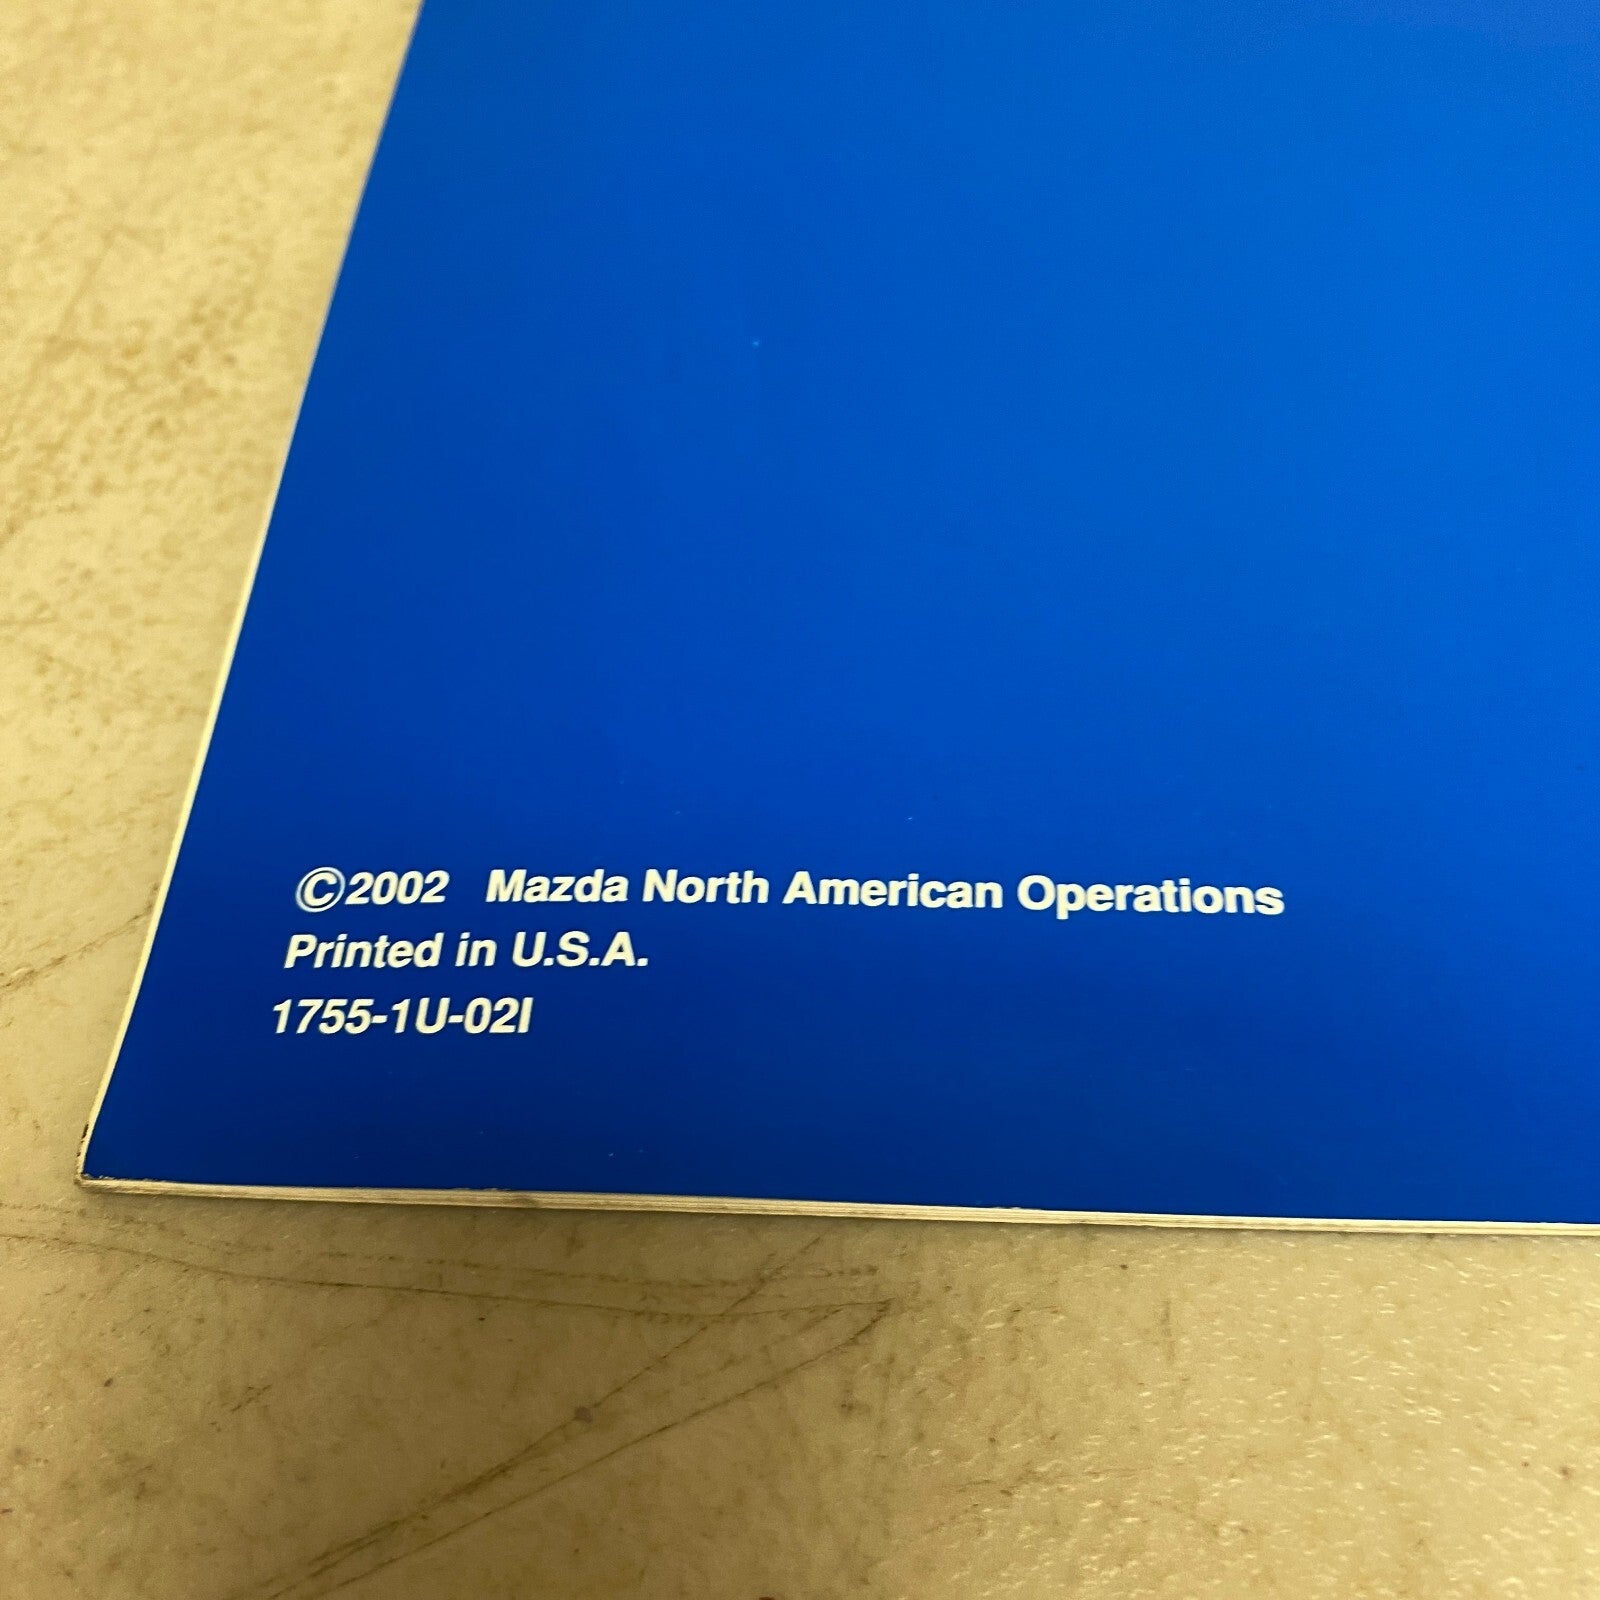 ©2002 Mazda North American Operations
Printed in U.S.A.
1755-1U-02I